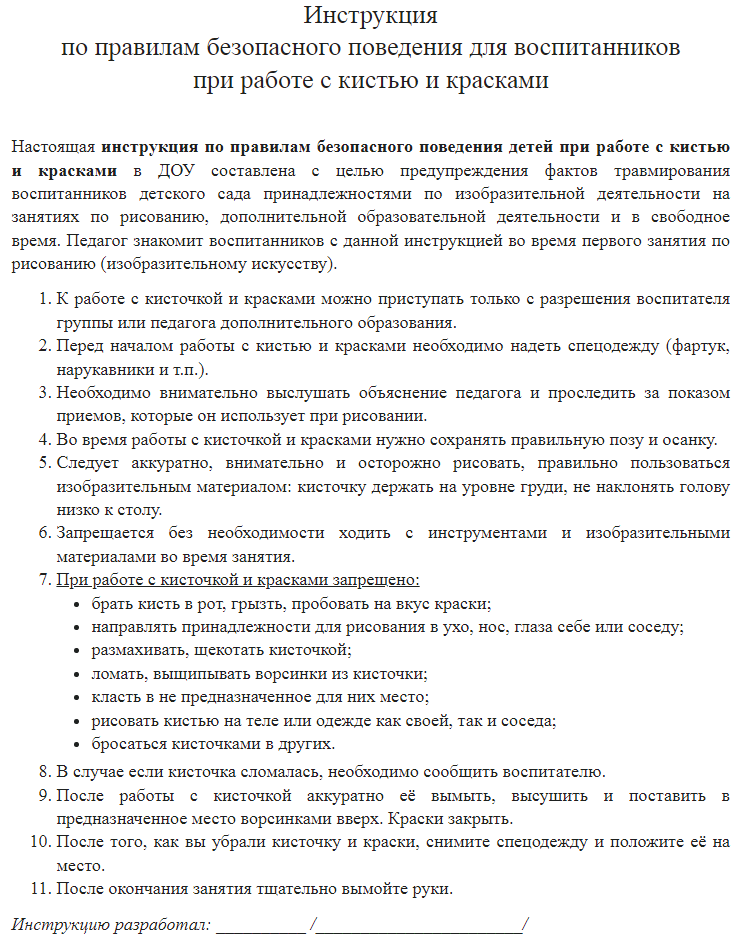 Инструкция
по правилам безопасного поведения для воспитанников
при работе с кистью и красками
Настоящая инструкция по правилам безопасного поведения детей при работе с кистью
и красками в ДОУ составлена с целью предупреждения фактов травмирования
воспитанников детского сада принадлежностями по изобразительной деятельности на
занятиях по рисованию, дополнительной образовательной деятельности и в свободное
время. Педагог знакомит воспитанников с данной инструкцией во время первого занятия по
рисованию (изобразительному искусству).
1. К работе с кисточкой и красками можно приступать только с разрешения воспитателя
группы или педагога дополнительного образования.
2. Перед началом работы с кистью и красками необходимо надеть спецодежду (фартук,
нарукавники и т.п.).
3. Необходимо внимательно выслушать объяснение педагога и проследить за показом
приемов, которые он использует при рисовании.
4. Во время работы с кисточкой и красками нужно сохранять правильную позу и осанку.
5. Следует аккуратно, внимательно и осторожно рисовать, правильно пользоваться
изобразительным материалом: кисточку держать на уровне груди, не наклонять голову
низко к столу.
6. Запрещается без необходимости ходить с инструментами и изобразительными
материалами во время занятия.
7. При работе с кисточкой и красками запрещено:
• брать кисть в рот, грызть, пробовать на вкус краски;
• направлять принадлежности для рисования в ухо, нос, глаза себе или соседу;
• размахивать, щекотать кисточкой;
• ломать, выщипывать ворсинки из кисточки;
• класть в не предназначенное для них место;
• рисовать кистью на теле или одежде как своей, так и соседа;
• бросаться кисточками в других.
8. В случае если кисточка сломалась, необходимо сообщить воспитателю.
9. После работы с кисточкой аккуратно её вымыть, высушить и поставить в
предназначенное место ворсинками вверх. Краски закрыть.
10. После того, как вы убрали кисточку и краски, снимите спецодежду и положите её на
место.
11. После окончания занятия тщательно вымойте руки.
Инструкцию разработал: __________ /_______________________/